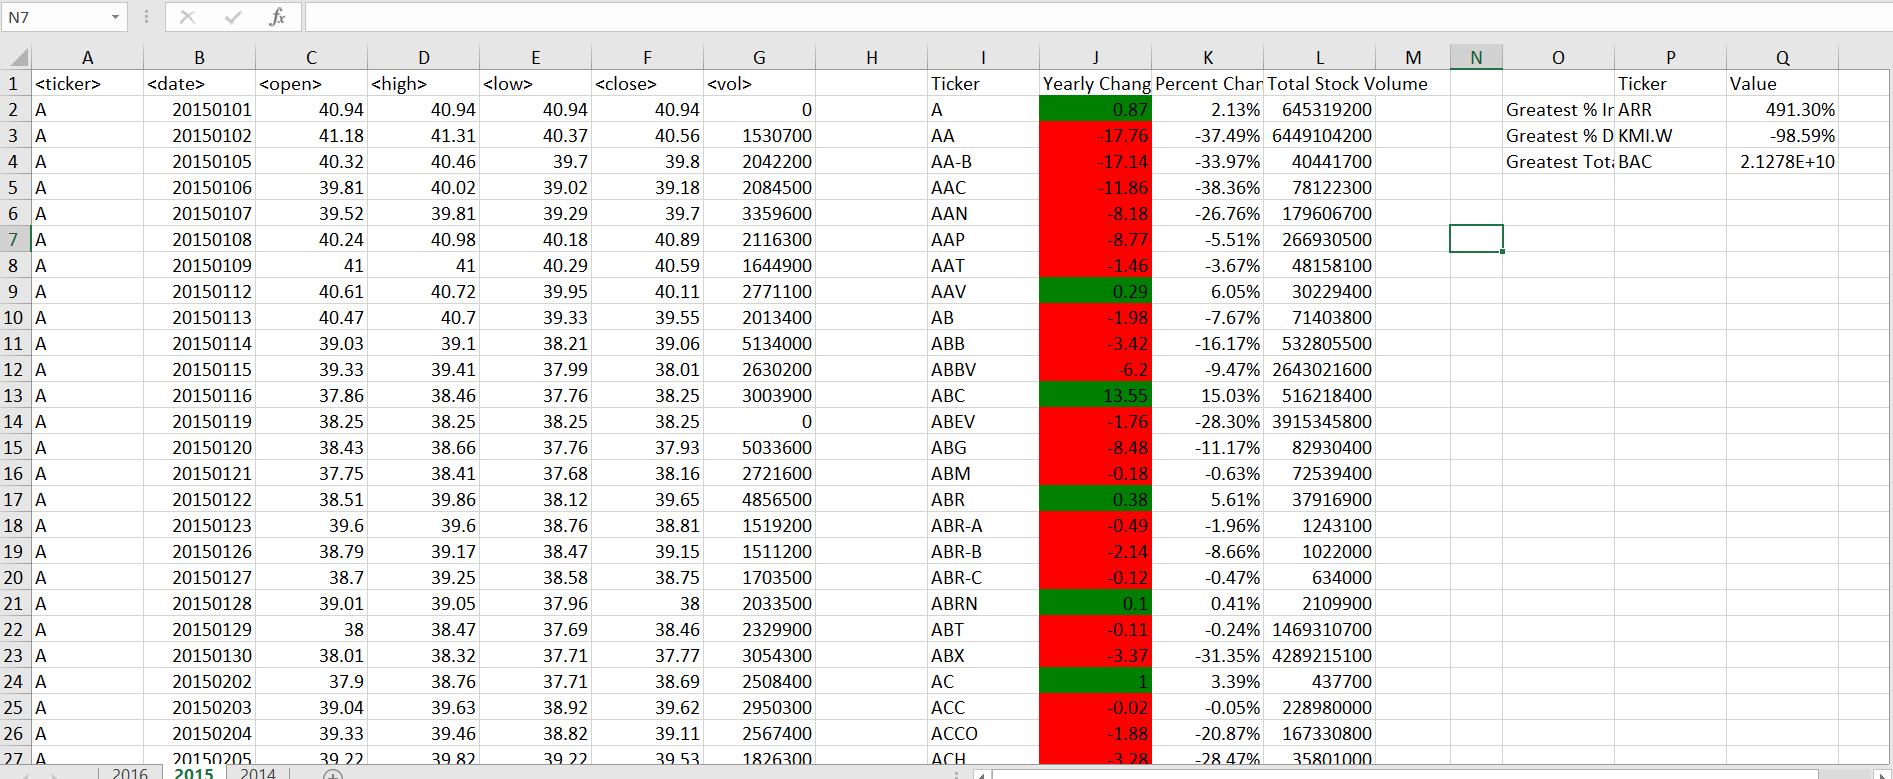 N7 fx
A B C D E F G H I J K L M N O P Q
1 <ticker> <date> <open> <high> <low> <close> <vol> Ticker Yearly Chang Percent Char Total Stock Volume Ticker Value
2 A 20150101 40.94 40.94 40.94 40.94 0 A 0.87 2.13% 645319200 Greatest % Ir ARR 491.30%
3 A 20150102 41.18 41.31 40.37 40.56 1530700 AA -17.76 -37.49% 6449104200 Greatest % D KMI.W -98.59%
4 A 20150105 40.32 40.46 39.7 39.8 2042200 AA-B -17.14 -33.97% 40441700 Greatest Tota BAC 2.1278E+10
5 A 20150106 39.81 40.02 39.02 39.18 2084500 AAC -11.86 -38.36% 78122300
6 A 20150107 39.52 39.81 39.29 39.7 3359600 AAN -8.18 -26.76% 179606700
7 A 20150108 40.24 40.98 40.18 40.89 2116300 AAP -8.77 -5.51% 266930500
8 A 20150109 41 41 40.29 40.59 1644900 AAT -1.46 -3.67% 48158100
9 A 20150112 40.61 40.72 39.95 40.11 2771100 AAV 0.29 6.05% 30229400
10 A 20150113 40.47 40.7 39.33 39.55 2013400 AB -1.98 -7.67% 71403800
11 A 20150114 39.03 39.1 38.21 39.06 5134000 ABB -3.42 -16.17% 532805500
12 A 20150115 39.33 39.41 37.99 38.01 2630200 ABBV -6.2 -9.47% 2643021600
13 A 20150116 37.86 38.46 37.76 38.25 3003900 ABC 13.55 15.03% 516218400
14 A 20150119 38.25 38.25 38.25 38.25 0 ABEV -1.76 -28.30% 3915345800
15 A 20150120 38.43 38.66 37.76 37.93 5033600 ABG -8.48 -11.17% 82930400
16 A 20150121 37.75 38.41 37.68 38.16 2721600 ABM -0.18 -0.63% 72539400
17 A 20150122 38.51 39.86 38.12 39.65 4856500 ABR 0.38 5.61% 37916900
18 A 20150123 39.6 39.6 38.76 38.81 1519200 ABR-A -0.49 -1.96% 1243100
19 A 20150126 38.79 39.17 38.47 39.15 1511200 ABR-B -2.14 -8.66% 1022000
20 A 20150127 38.7 39.25 38.58 38.75 1703500 ABR-C -0.12 -0.47% 634000
21 A 20150128 39.01 39.05 37.96 38 2033500 ABRN 0.1 0.41% 2109900
22 A 20150129 38 38.47 37.69 38.46 2329900 ABT -0.11 -0.24% 1469310700
23 A 20150130 38.01 38.32 37.71 37.77 3054300 ABX -3.37 -31.35% 4289215100
24 A 20150202 37.9 38.76 37.71 38.69 2508400 AC 1 3.39% 437700
25 A 20150203 39.04 39.63 38.92 39.62 2950300 ACC -0.02 -0.05% 228980000
26 A 20150204 39.33 39.46 38.82 39.11 2567400 ACCO -1.88 -20.87% 167330800
27 A 20150205 39.22 39.82 39.22 39.53 1826300 ACH -3.28 -28.47% 35801000
2016 2015 2014